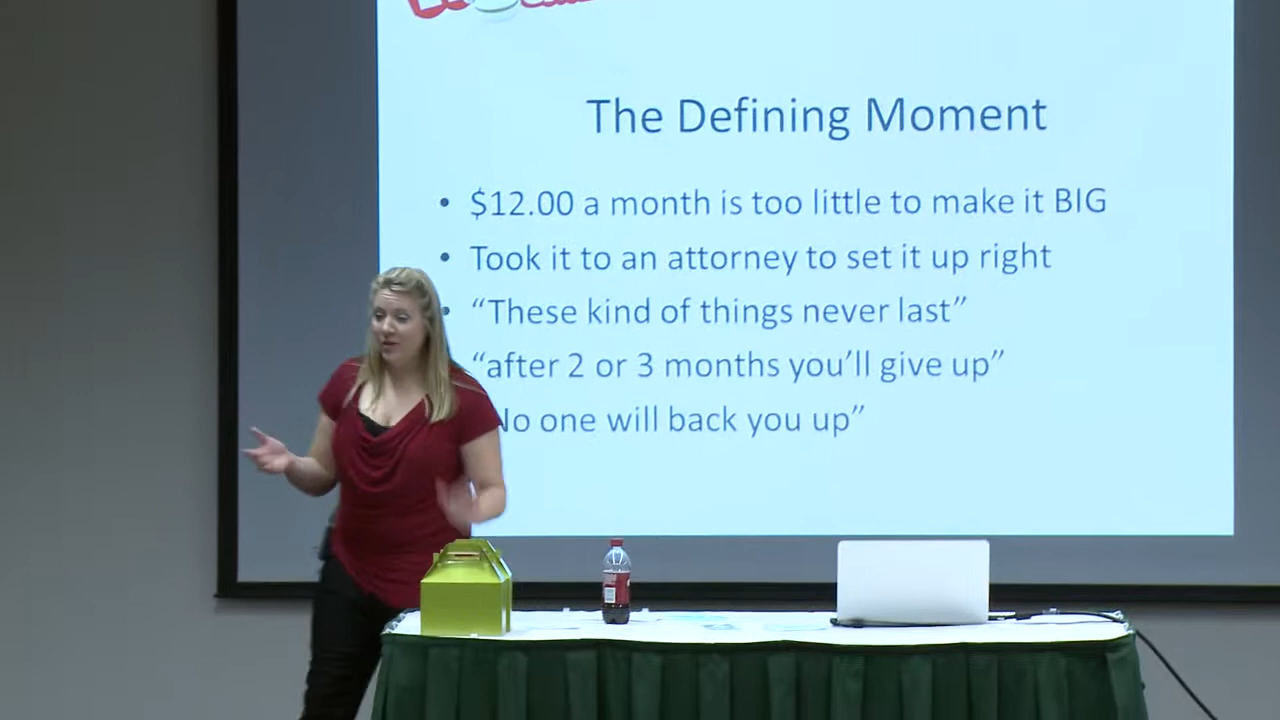 The Defining Moment
• $12.00 a month is too little to make it BIG
• Took it to an attorney to set it up right
• “These kind of things never last”
“after 2 or 3 months you’ll give up”
No one will back you up”